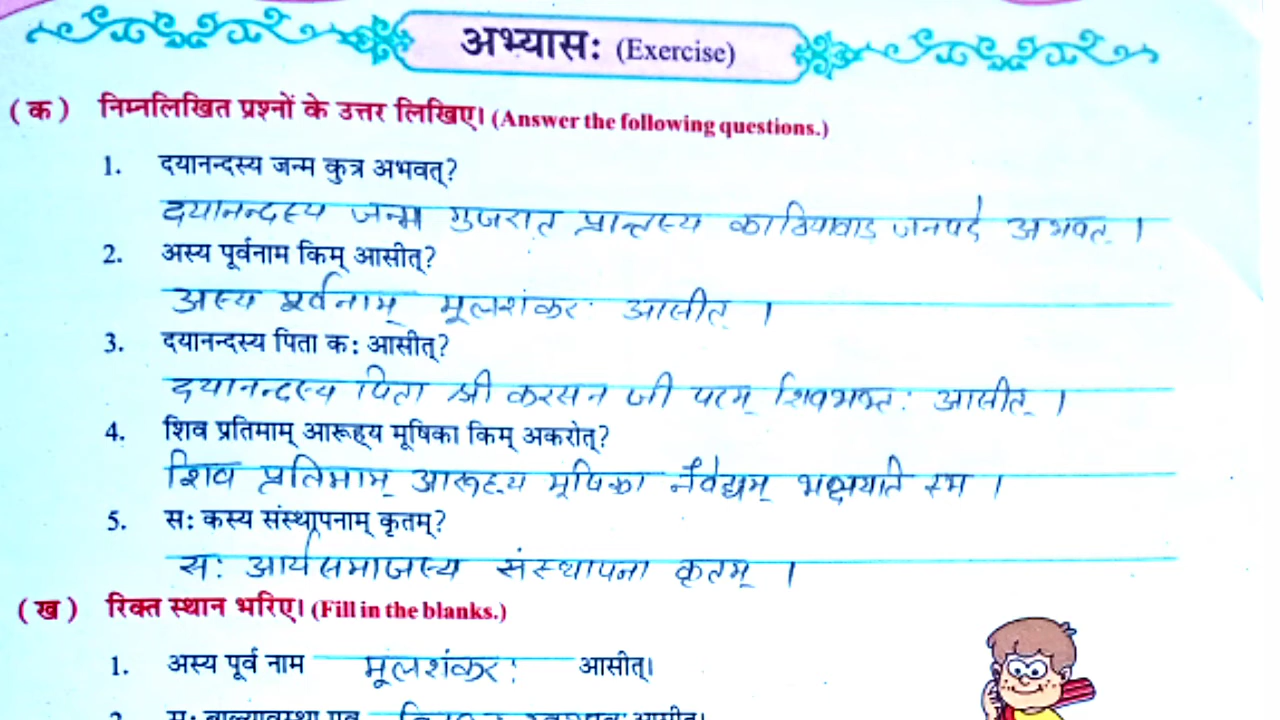 अभ्यासः (Exercise)
( क ) निम्नलिखित प्रश्नों के उत्तर लिखिए। (Answer the following questions.)
1. दयानन्दस्य जन्म कुत्र अभवत्?
दयानन्दस्य जन्म गुजरात प्रान्तस्य काठियावाड जनपदे अभवत् ।
2. अस्य पूर्वनाम किम् आसीत्?
अस्य पूर्वनाम् मूलशंकरः आसीत् ।
3. दयानन्दस्य पिता कः आसीत्?
दयानन्दस्य पिता श्री करसन जी परम् शिवभक्तः आसीत् ।
4. शिव प्रतिमाम् आरूह्य मूषिका किम् अकरोत्?
शिव प्रतिमाम् आरूह्य मूषिका नैवेद्यम् भक्षयाति स्म ।
5. सः कस्य संस्थापनाम् कृतम्?
सः आर्यसमाजस्य संस्थापना कृतम् ।
( ख ) रिक्त स्थान भरिए। (Fill in the blanks.)
1. अस्य पूर्व नाम मूलशंकरः आसीत्।